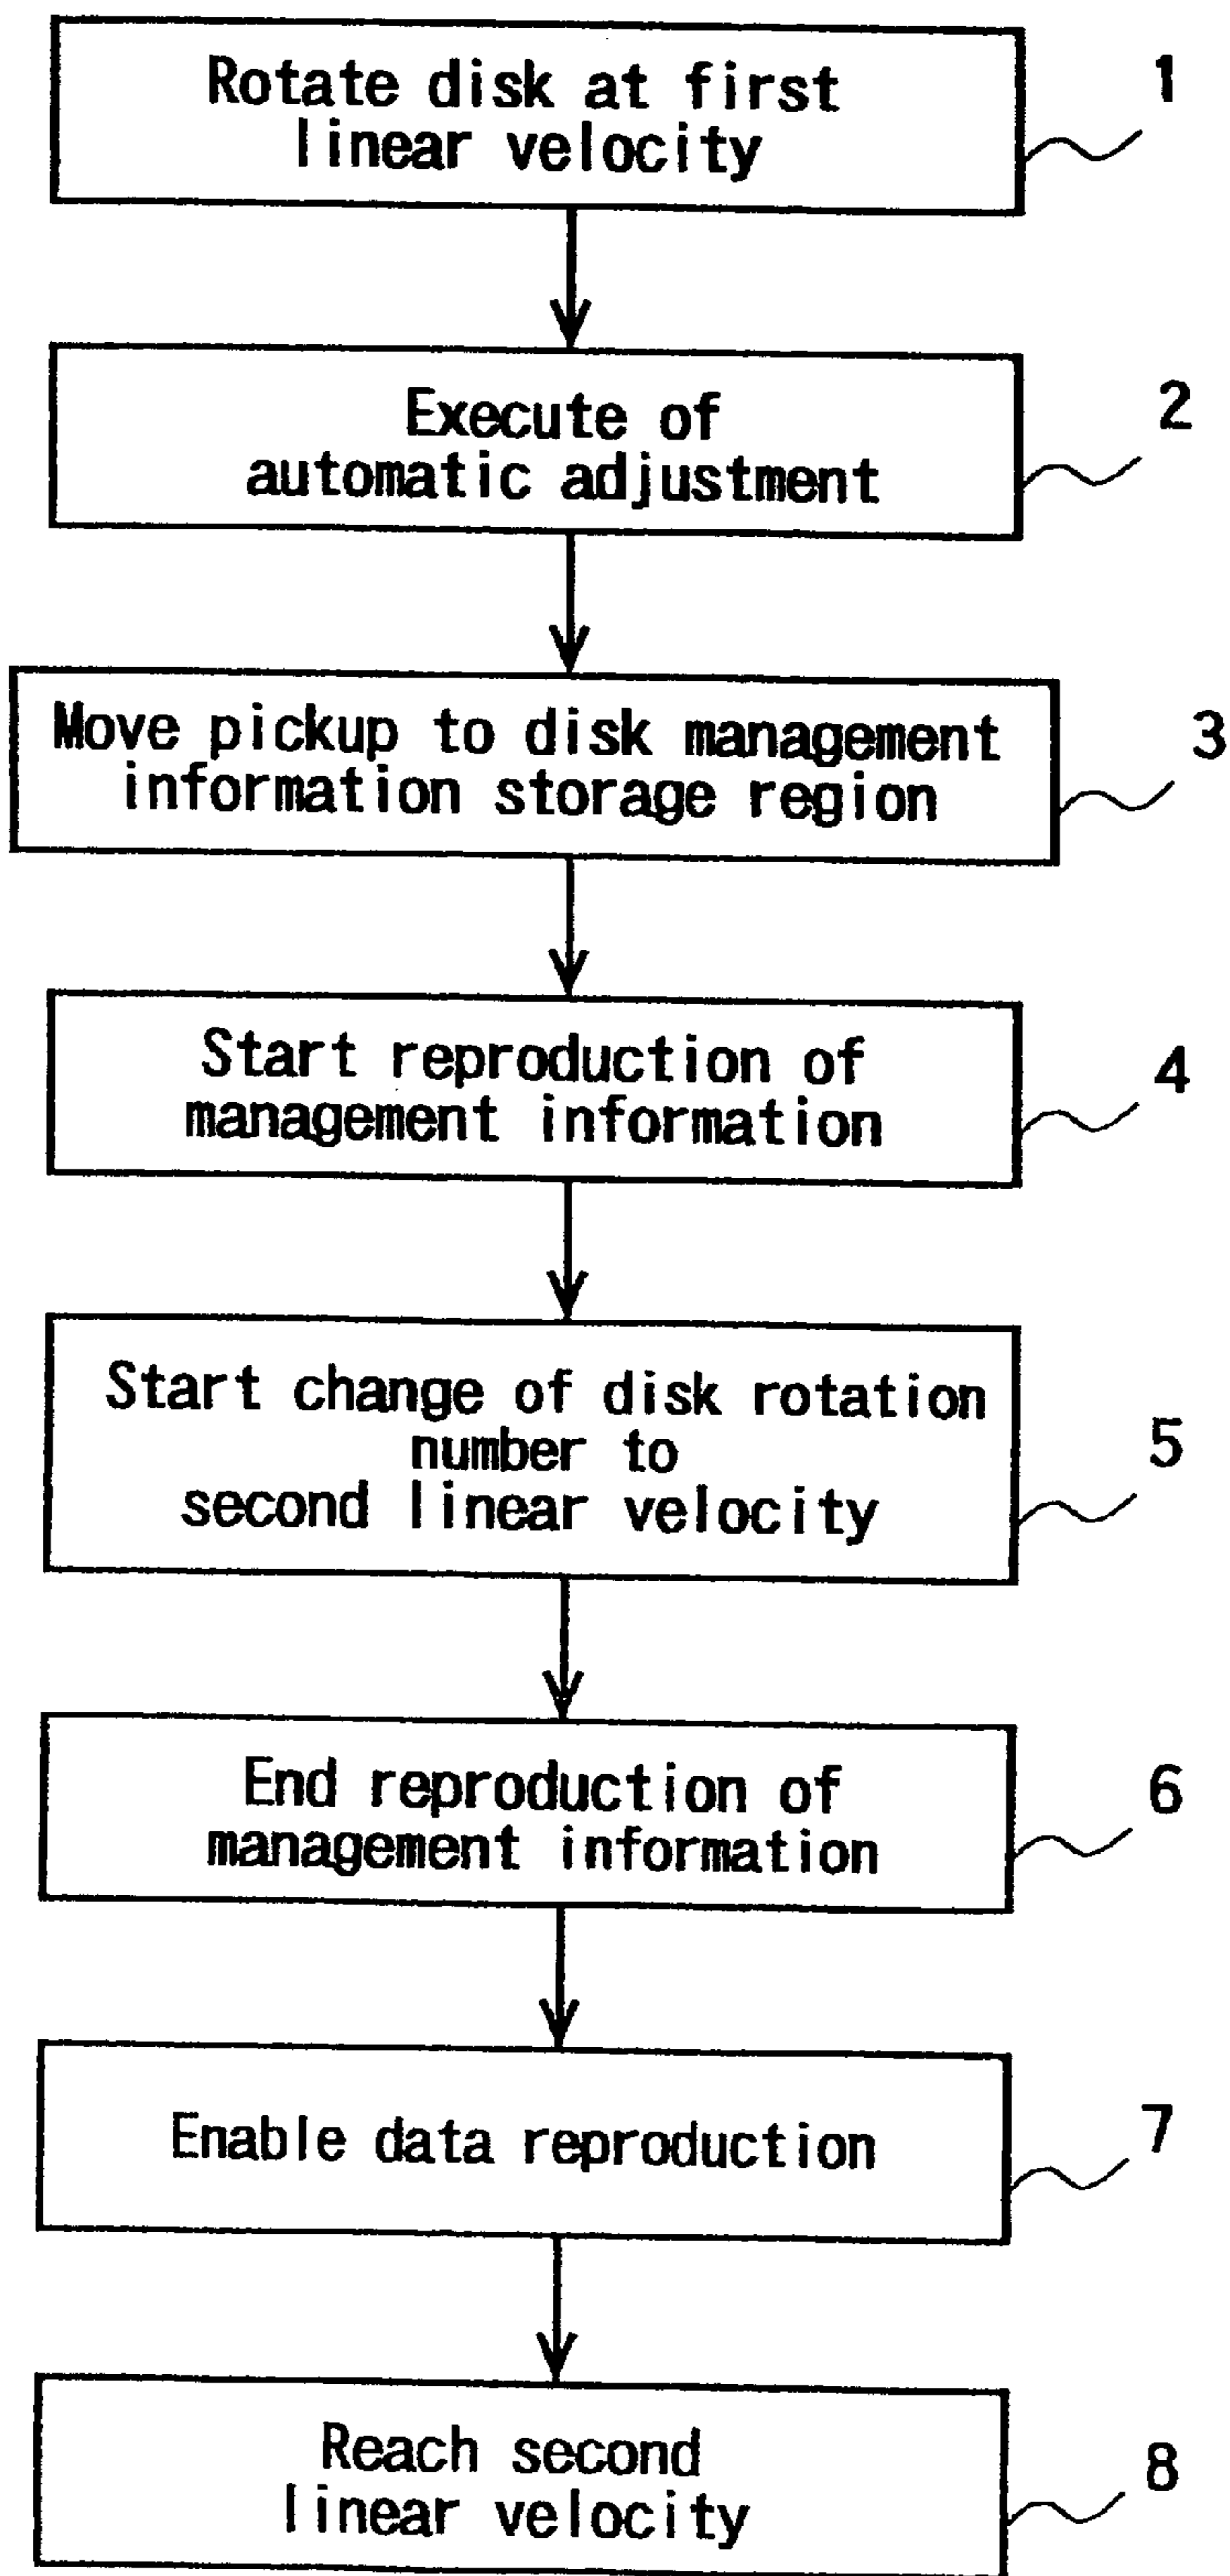 Rotate disk at first
linear velocity
1
Execute of
automatic adjustment
2
Move pickup to disk management
information storage region
3
Start reproduction of
management information
4
Start change of disk rotation
number to
second linear velocity
5
End reproduction of
management information
6
Enable data reproduction
7
Reach second
linear velocity
8